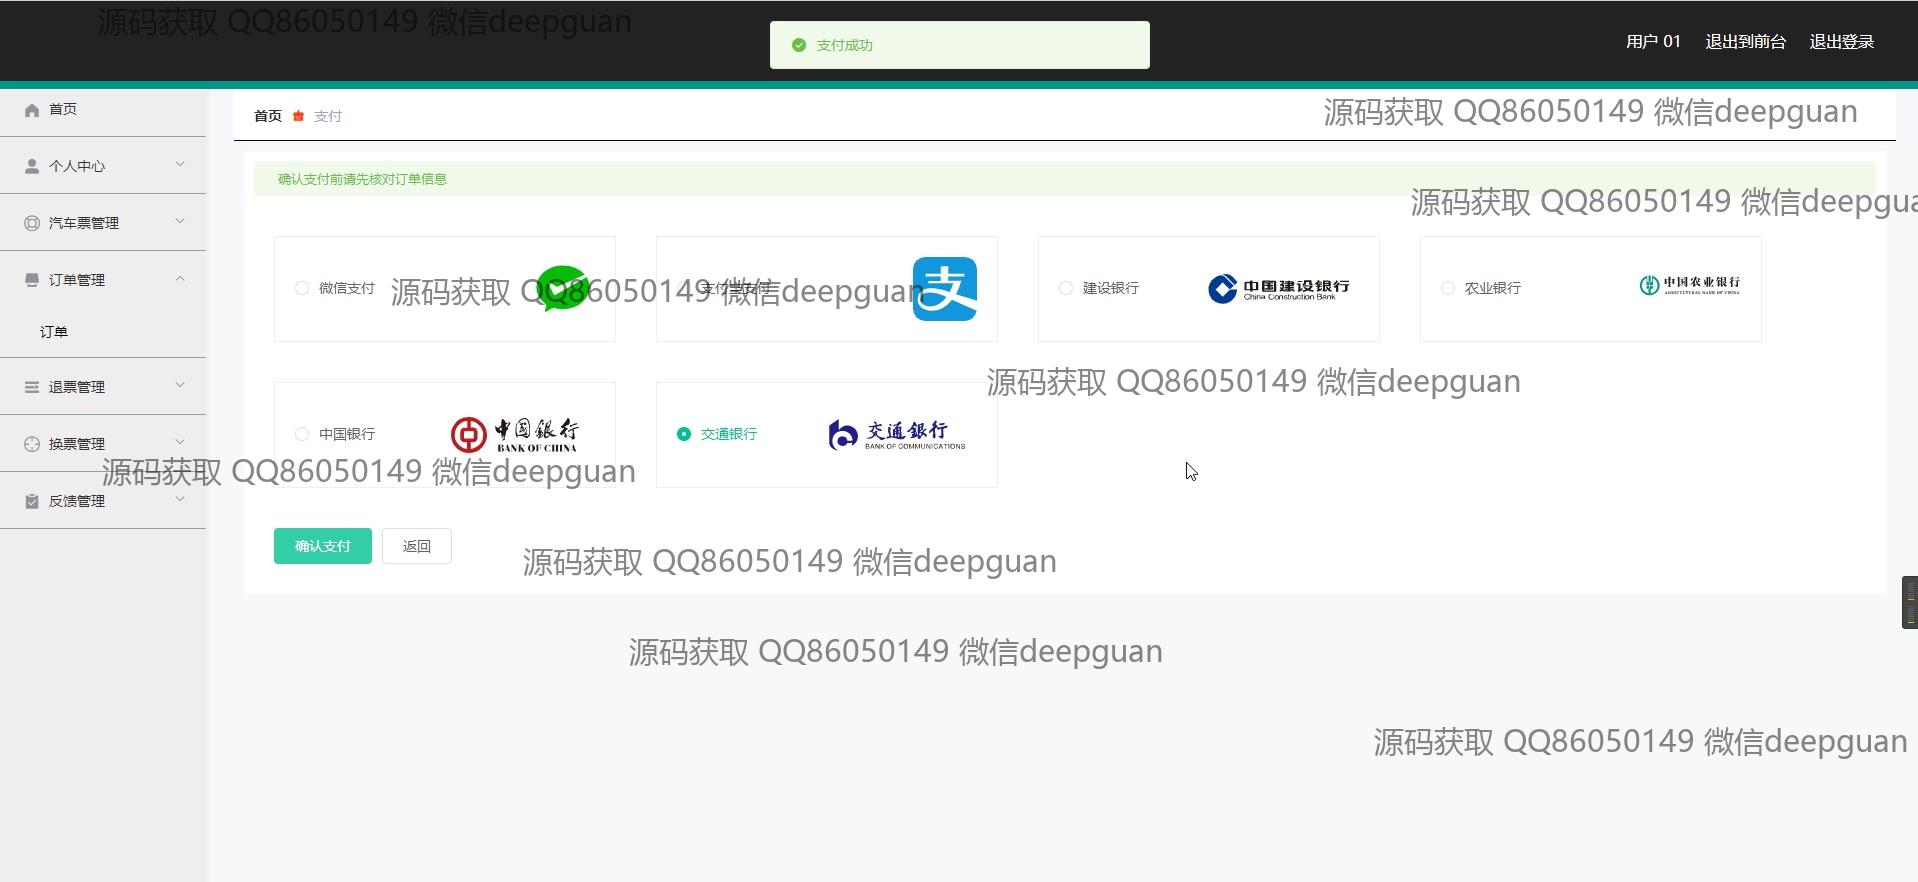 源码获取 QQ86050149 微信deepguan
支付成功
用户 01 退出到前台 退出登录
首页
首页 支付
源码获取 QQ86050149 微信deepguan
个人中心
确认支付前请先核对订单信息
源码获取 QQ86050149 微信deepgua
汽车票管理
订单管理
微信支付
支付宝支付
支
建设银行
中国建设银行
China Construction Bank
农业银行
中国农业银行
AGRICULTURAL BANK OF CHINA
源码获取 QQ86050149 微信deepguan
订单
退票管理
源码获取 QQ86050149 微信deepguan
换票管理
中国银行
中国銀行
BANK OF CHINA
交通银行
交通銀行
BANK OF COMMUNICATIONS
源码获取 QQ86050149 微信deepguan
反馈管理
确认支付 返回
源码获取 QQ86050149 微信deepguan
源码获取 QQ86050149 微信deepguan
源码获取 QQ86050149 微信deepguan